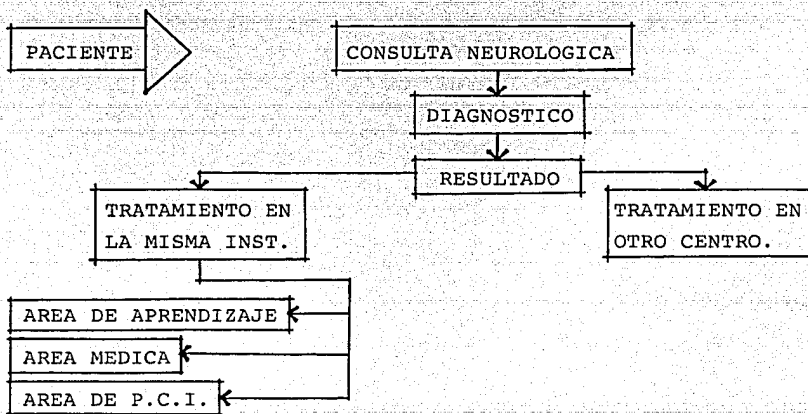 PACIENTE
CONSULTA NEUROLOGICA
DIAGNOSTICO
RESULTADO
TRATAMIENTO EN
LA MISMA INST.
TRATAMIENTO EN
OTRO CENTRO.
AREA DE APRENDIZAJE
AREA MEDICA
AREA DE P.C.I.